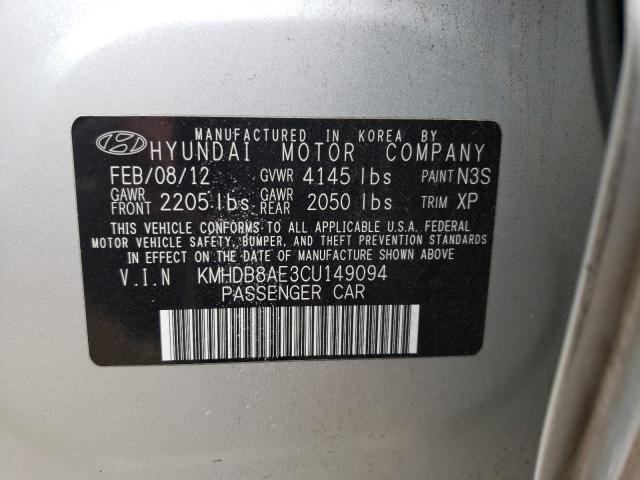 MANUFACTURED IN KOREA BY
HYUNDAI MOTOR COMPANY
FEB/08/12 GVWR 4145 lbs PAINT N3S
GAWR FRONT 2205 lbs GAWR REAR 2050 lbs TRIM XP
THIS VEHICLE CONFORMS TO ALL APPLICABLE U.S.A. FEDERAL
MOTOR VEHICLE SAFETY, BUMPER, AND THEFT PREVENTION STANDARDS
IN EFFECT ON THE DATE OF MANUFACTURE SHOWN ABOVE.
V.I.N KMHDB8AE3CU149094
PASSENGER CAR